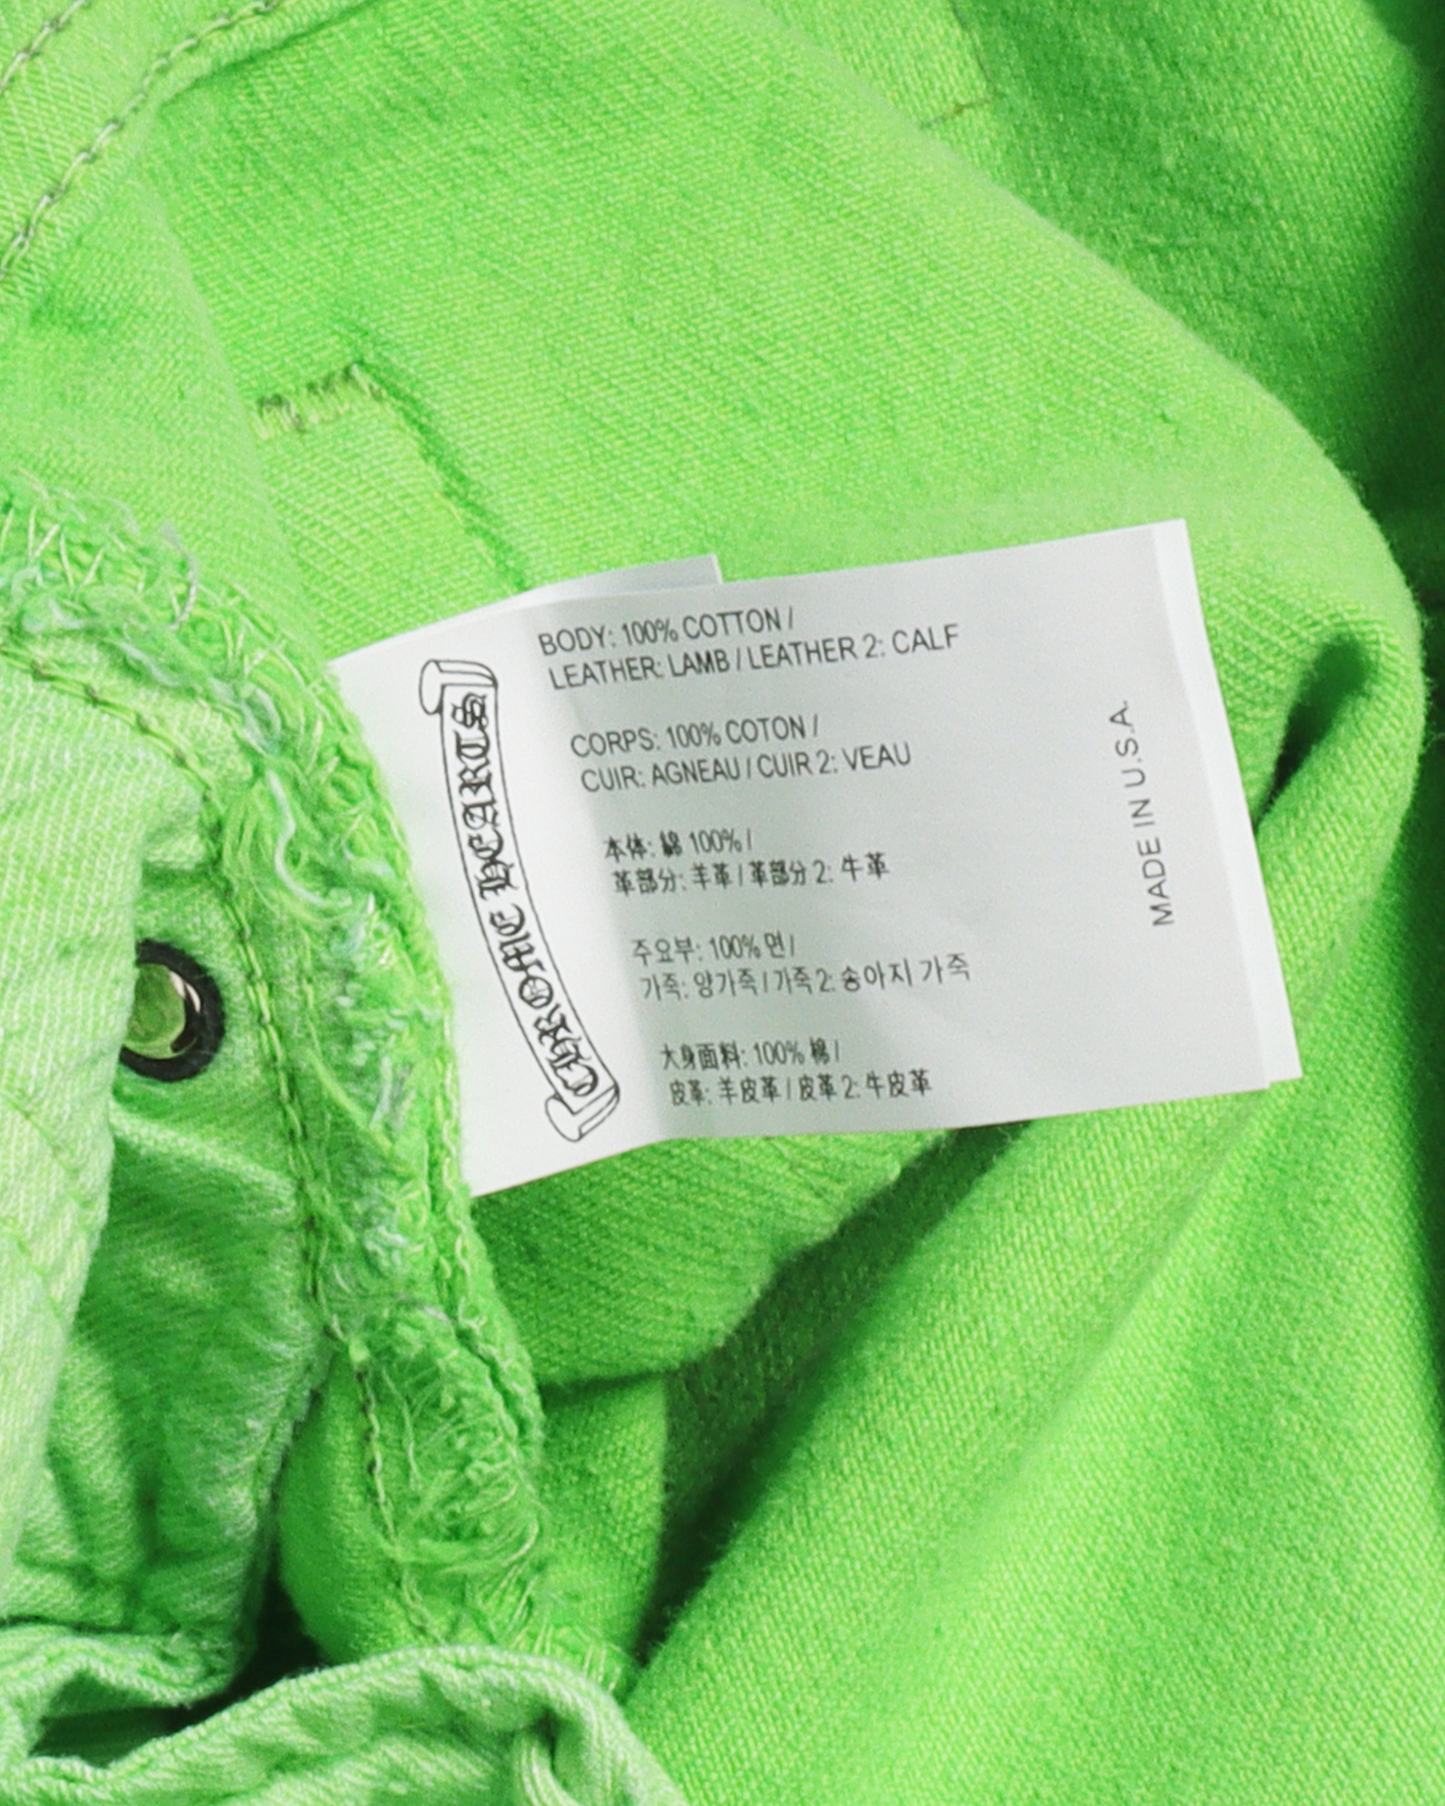 CHROME HEARTS
BODY: 100% COTTON /
LEATHER: LAMB / LEATHER 2: CALF
CORPS: 100% COTON /
CUIR: AGNEAU / CUIR 2: VEAU
本体: 綿 100% /
革部分: 羊革 / 革部分 2: 牛革
주요부: 100% 면 /
가죽: 양가죽 / 가죽 2: 송아지 가죽
大身面料: 100% 棉 /
皮革: 羊皮革 / 皮革 2: 牛皮革
MADE IN U.S.A.